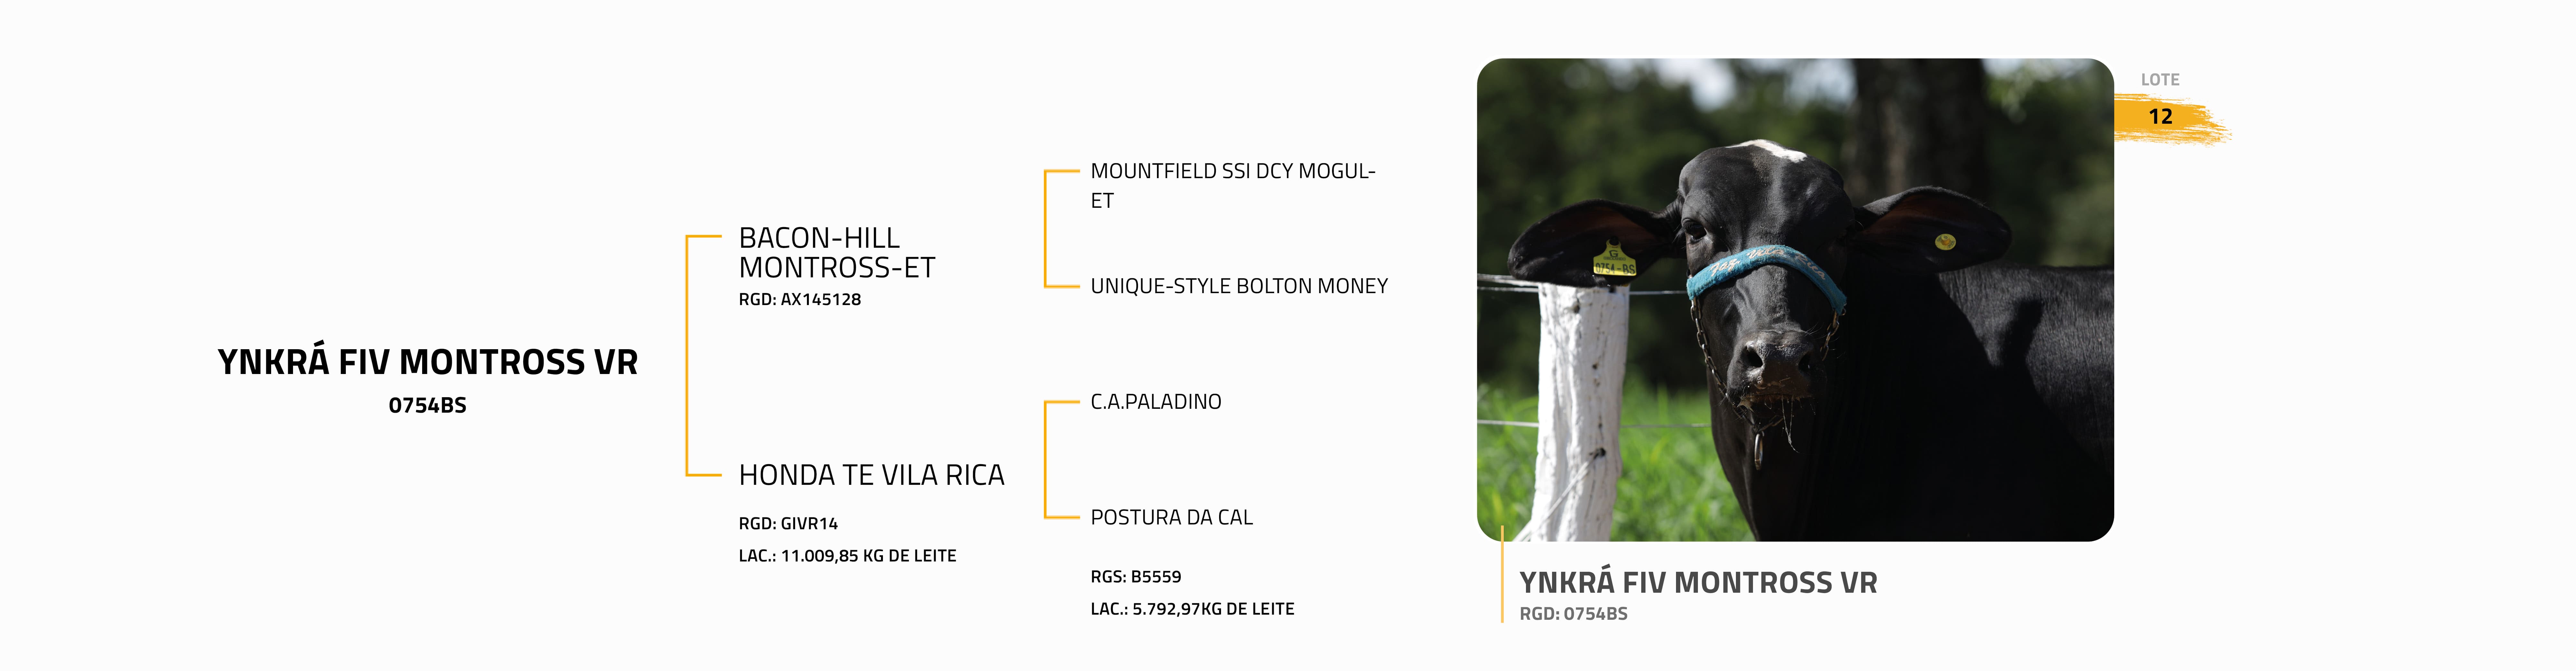 YNKRÁ FIV MONTROSS VR
0754BS
BACON-HILL
MONTROSS-ET
RGD: AX145128
HONDA TE VILA RICA
RGD: GIVR14
LAC.: 11.009,85 KG DE LEITE
MOUNTFIELD SSI DCY MOGUL-
ET
UNIQUE-STYLE BOLTON MONEY
C.A.PALADINO
POSTURA DA CAL
RGS: B5559
LAC.: 5.792,97KG DE LEITE
LOTE
12
G
0754-BS
YNKRÁ FIV MONTROSS VR
RGD: 0754BS